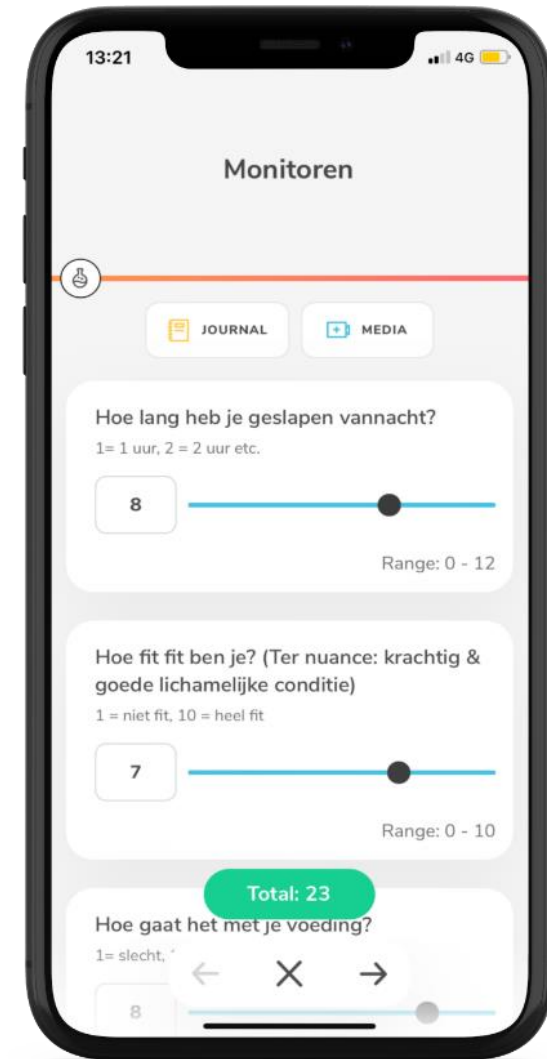 13:21
4G
Monitoren
JOURNAL
MEDIA
Hoe lang heb je geslapen vannacht?
1= 1 uur, 2 = 2 uur etc.
8
Range: 0 - 12
Hoe fit fit ben je? (Ter nuance: krachtig &
goede lichamelijke conditie)
1 = niet fit, 10 = heel fit
7
Range: 0 - 10
Total: 23
Hoe gaat het met je voeding?
1= slecht,
8